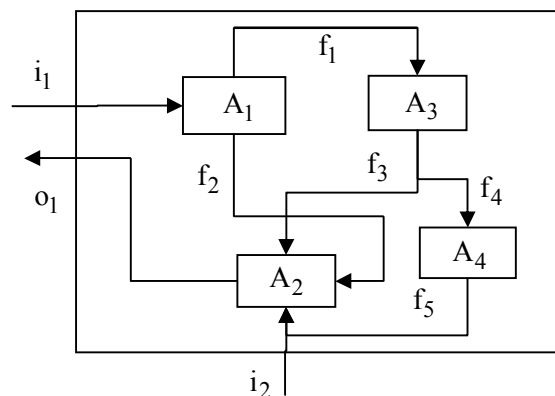 f₁
i₁
A₁
A₃
f₂
f₃
o₁
f₄
A₂
A₄
f₅
i₂